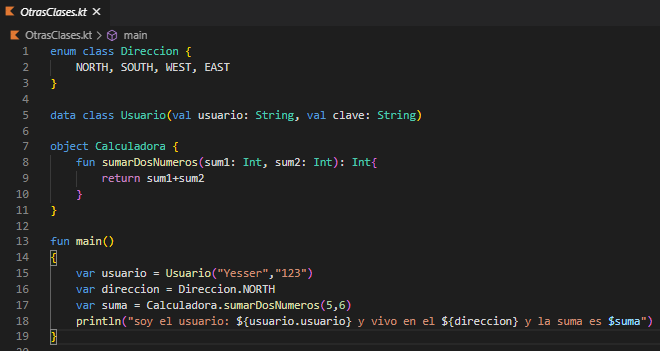 OtrasClases.kt ×
OtrasClases.kt > main
1 enum class Direccion {
2 NORTH, SOUTH, WEST, EAST
3 }
4
5 data class Usuario(val usuario: String, val clave: String)
6
7 object Calculadora {
8 fun sumarDosNumeros(sum1: Int, sum2: Int): Int{
9 return sum1+sum2
10 }
11 }
12
13 fun main()
14 {
15 var usuario = Usuario("Yesser","123")
16 var direccion = Direccion.NORTH
17 var suma = Calculadora.sumarDosNumeros(5,6)
18 println("soy el usuario: ${usuario.usuario} y vivo en el ${direccion} y la suma es $suma")
19 }
20